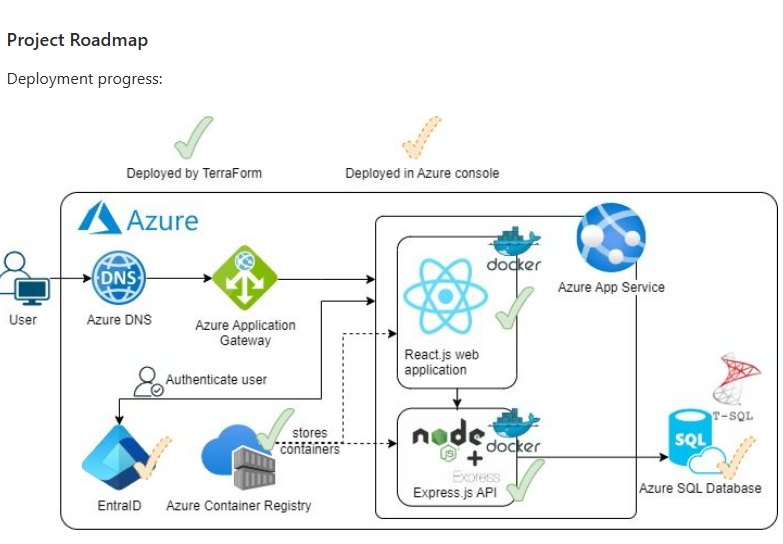 Project Roadmap
Deployment progress:
Deployed by TerraForm
Deployed in Azure console
Azure
docker
DNS
Azure App Service
User
Azure DNS
Azure Application
Gateway
React.js web
application
Authenticate user
stores
containers
node
JS
docker
+
Express
Express.js API
T-SQL
SQL
EntraID
Azure Container Registry
Azure SQL Database